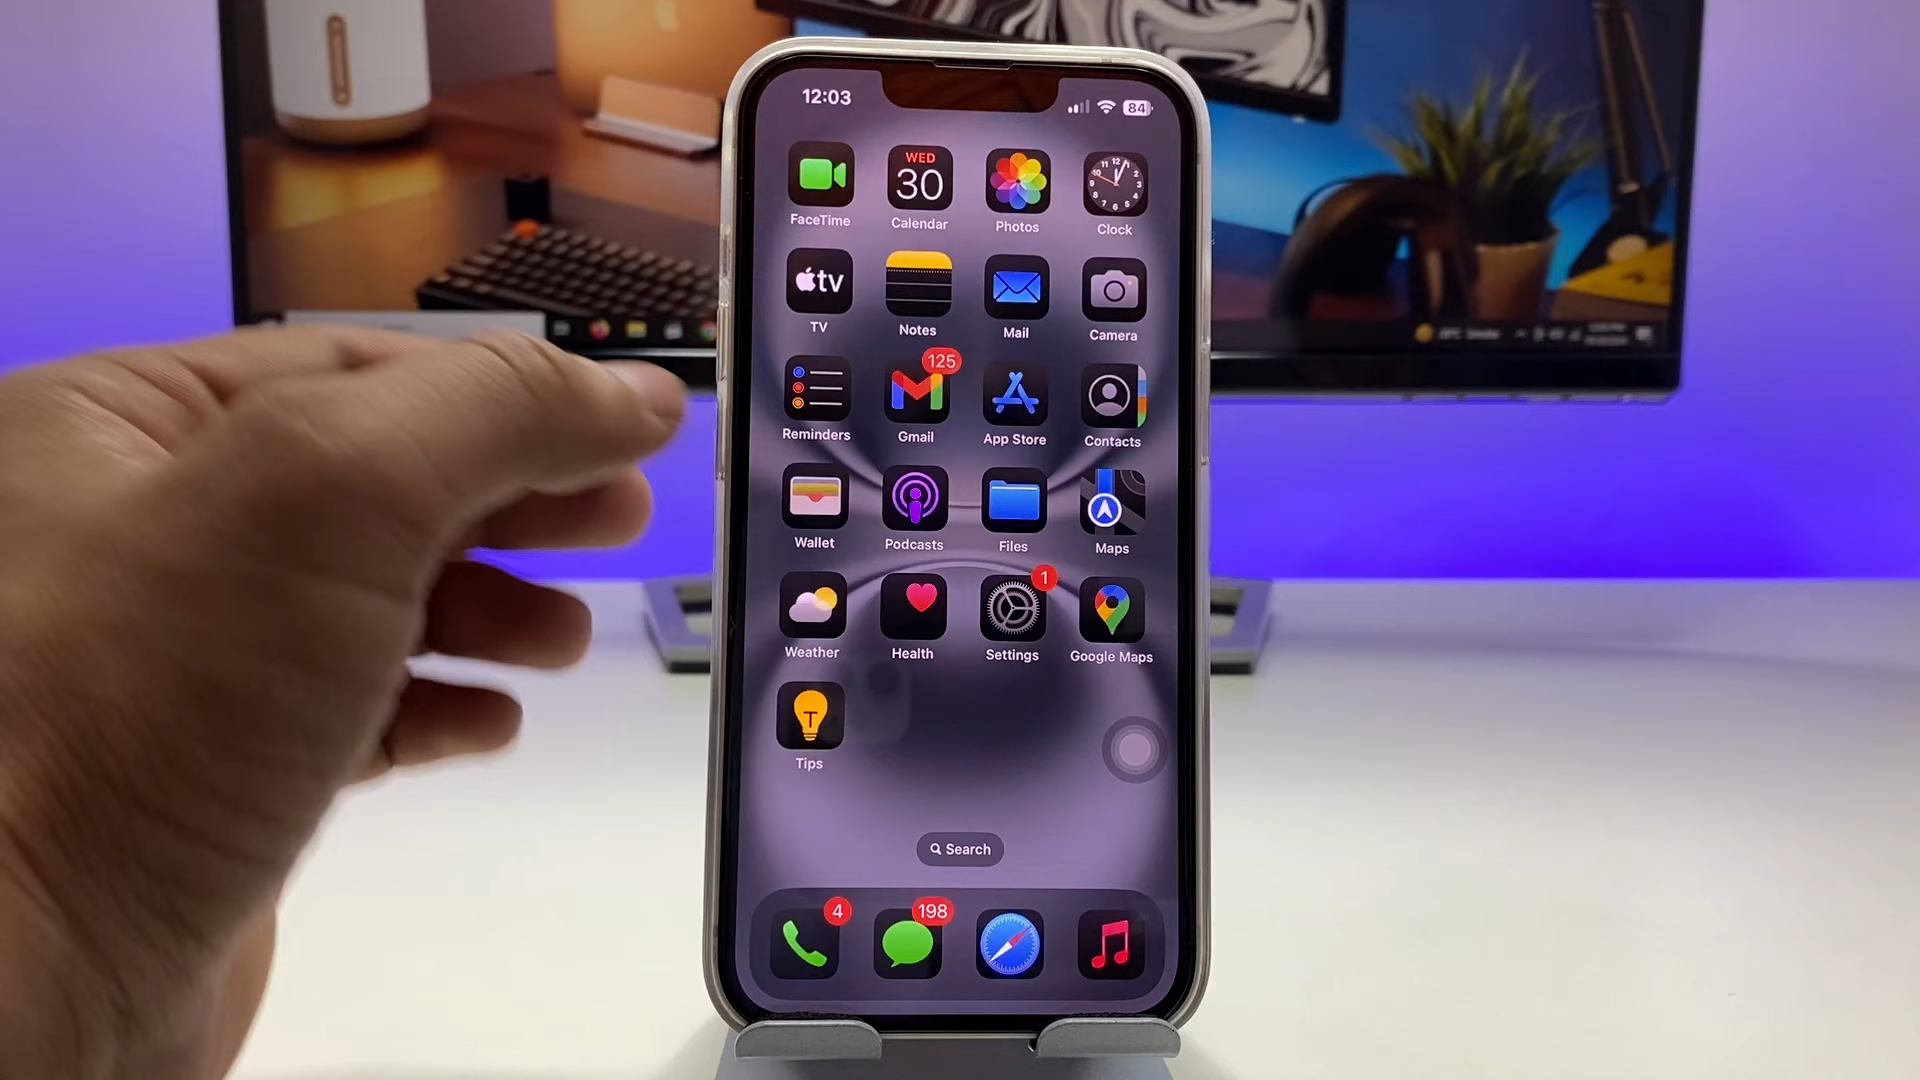 12:03
84
WED
30
12
FaceTime
Calendar
Photos
Clock
tv
TV
Notes
Mail
Camera
125
Reminders
Gmail
App Store
Contacts
Wallet
Podcasts
Files
Maps
1
Weather
Health
Settings
Google Maps
T
Tips
Search
4
198